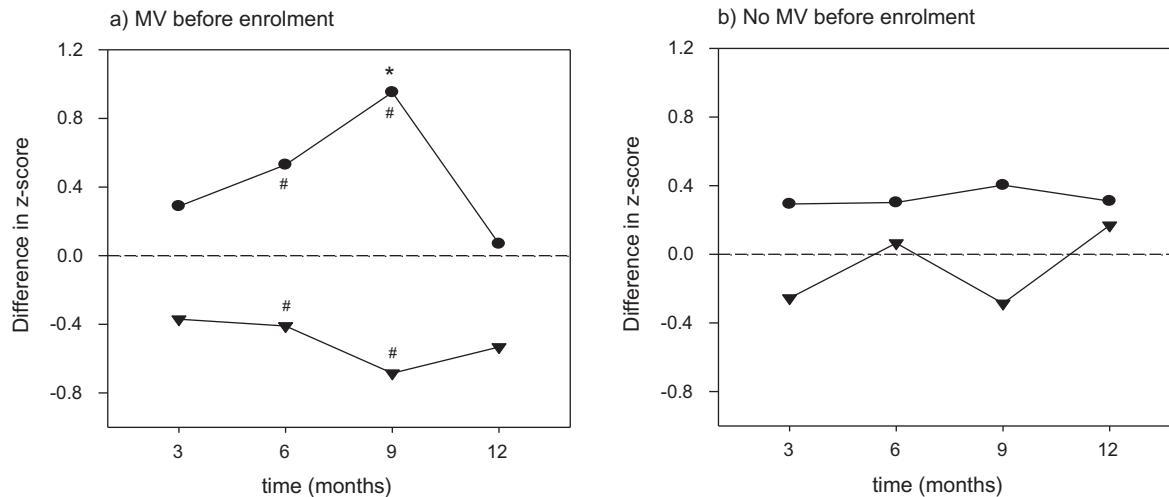 a) MV before enrolment
1.2
0.8
0.4
0.0
-0.4
-0.8
Difference in z-score
*
#
#
#
#
3 6 9 12
time (months)
b) No MV before enrolment
1.2
0.8
0.4
0.0
-0.4
-0.8
Difference in z-score
3 6 9 12
time (months)